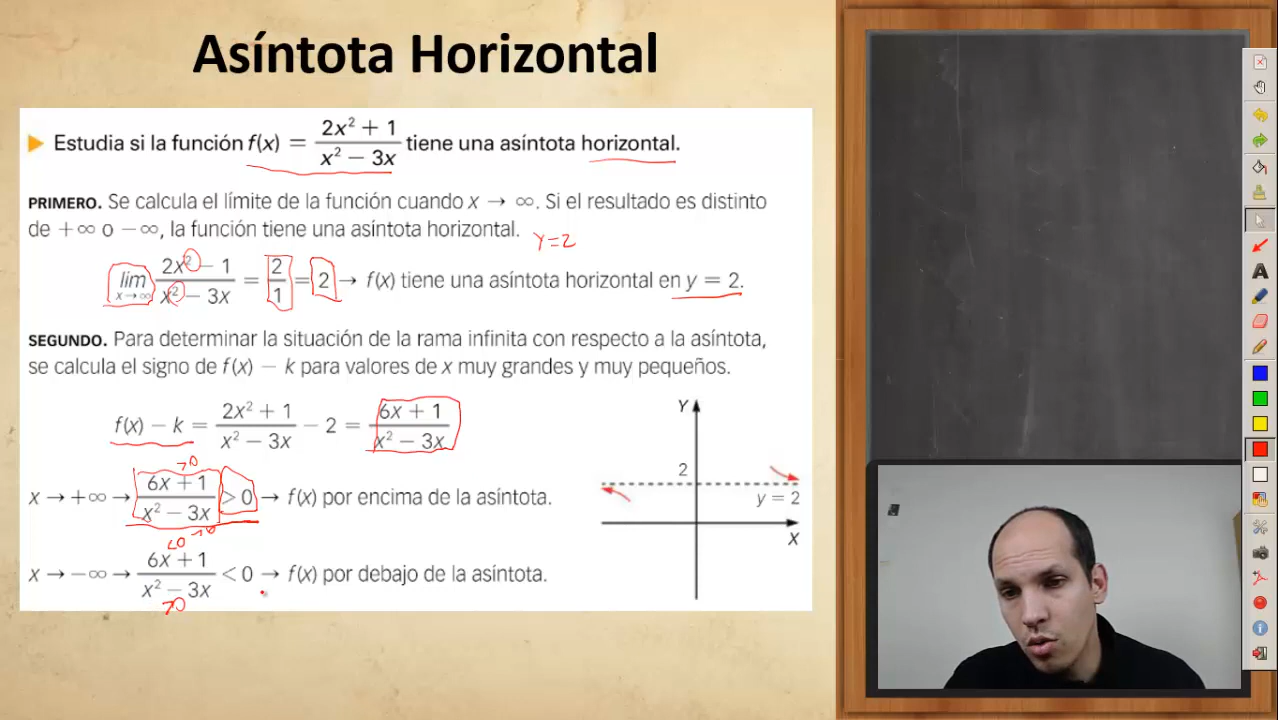 Asíntota Horizontal
Estudia si la función f(x) = (2x² + 1)/(x² − 3x) tiene una asíntota horizontal.
PRIMERO. Se calcula el límite de la función cuando x → ∞. Si el resultado es distinto
de +∞ o −∞, la función tiene una asíntota horizontal.
y=2
lim x→∞ (2x² − 1)/(x² − 3x) = 2/1 = 2 → f(x) tiene una asíntota horizontal en y = 2.
SEGUNDO. Para determinar la situación de la rama infinita con respecto a la asíntota,
se calcula el signo de f(x) − k para valores de x muy grandes y muy pequeños.
f(x) − k = (2x² + 1)/(x² − 3x) − 2 = (6x + 1)/(x² − 3x)
>0
x → +∞ → (6x + 1)/(x² − 3x) > 0 → f(x) por encima de la asíntota.
>0
<0
x → −∞ → (6x + 1)/(x² − 3x) < 0 → f(x) por debajo de la asíntota.
>0
Y
2
y = 2
X
A